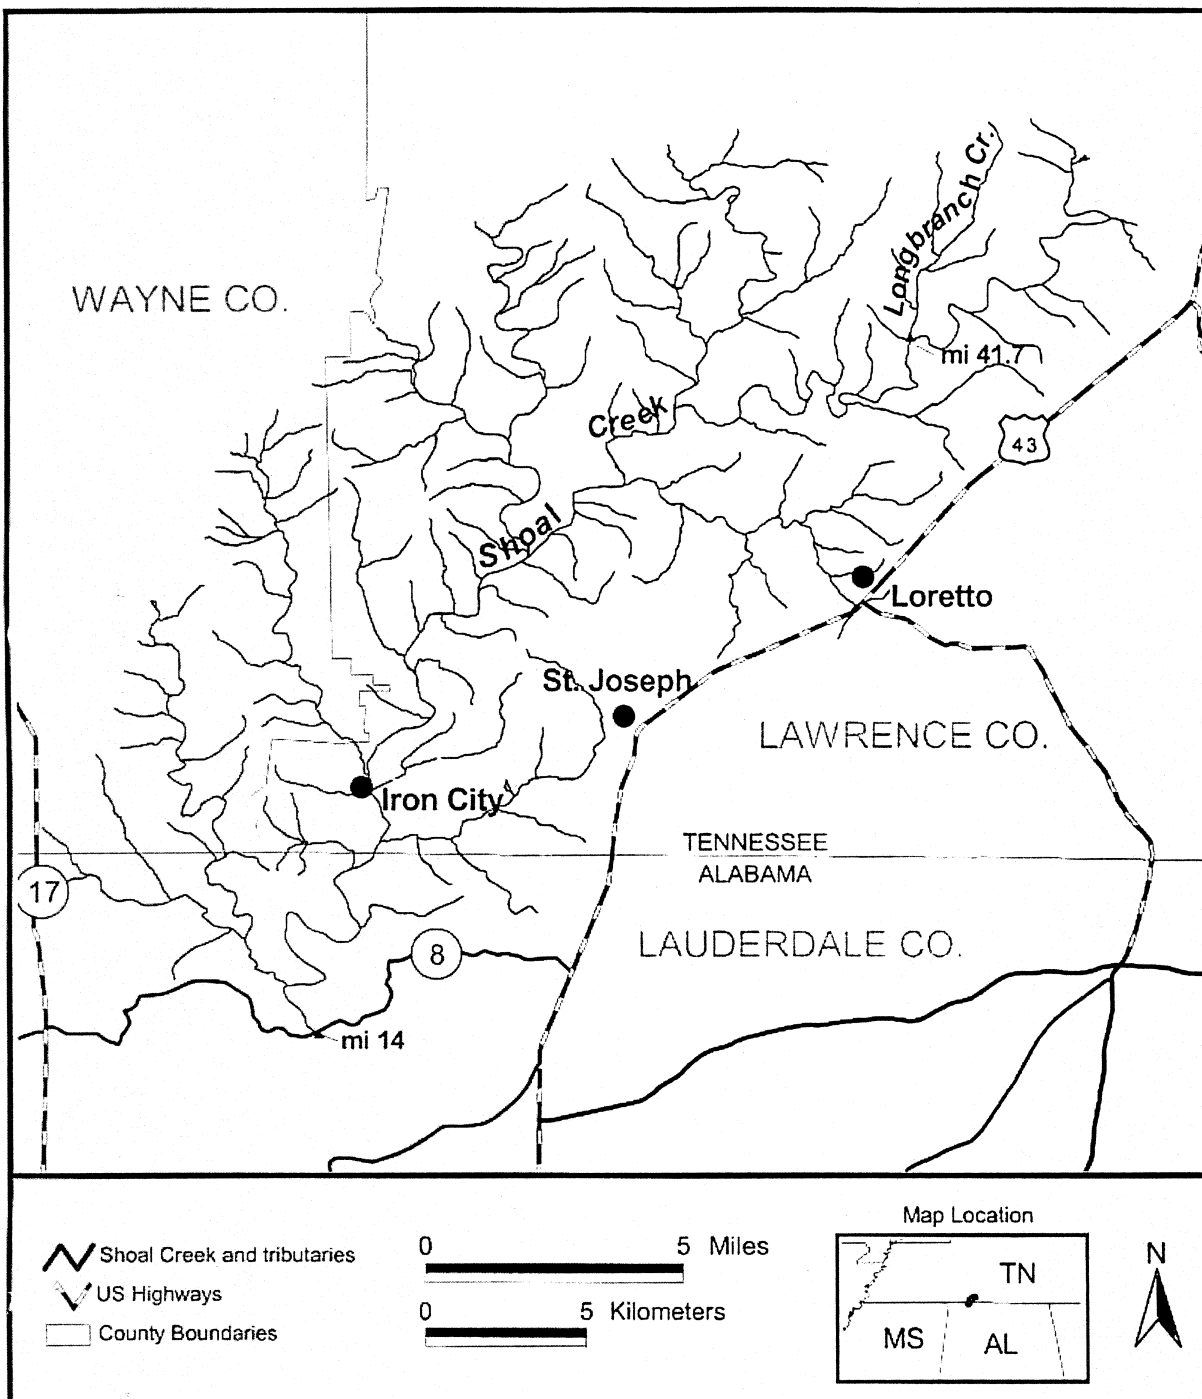 Longbranch Cr.
WAYNE CO.
mi 41.7
Creek
43
Shoal
Loretto
St. Joseph
LAWRENCE CO.
Iron City
TENNESSEE
ALABAMA
17
LAUDERDALE CO.
8
mi 14
Map Location
Shoal Creek and tributaries
US Highways
County Boundaries
0 5 Miles
0 5 Kilometers
TN
MS
AL
N